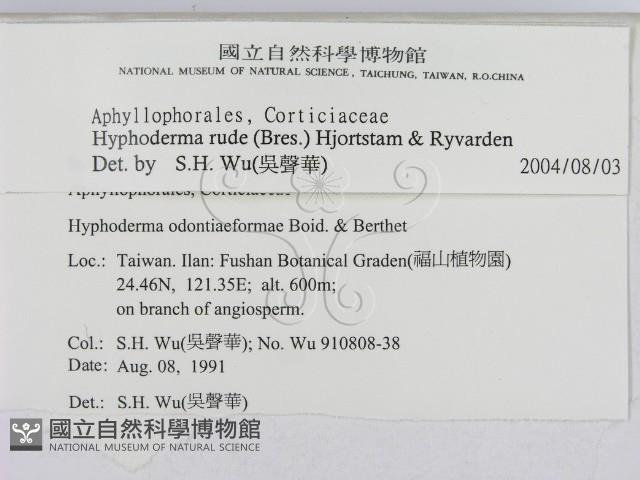 國立自然科學博物館
NATIONAL MUSEUM OF NATURAL SCIENCE, TAICHUNG, TAIWAN, R.O.CHINA
Aphyllophorales, Corticiaceae
Hyphoderma rude (Bres.) Hjortstam & Ryvarden
Det. by S.H. Wu(吳聲華) 2004/08/03
Aphyllophorales, Corticiaceae
Hyphoderma odontiaeformae Boid. & Berthet
Loc.: Taiwan. Ilan: Fushan Botanical Graden(福山植物園)
24.46N, 121.35E; alt. 600m;
on branch of angiosperm.
Col.: S.H. Wu(吳聲華); No. Wu 910808-38
Date: Aug. 08, 1991
Det.: S.H. Wu(吳聲華)
國立自然科學博物館
NATIONAL MUSEUM OF NATURAL SCIENCE